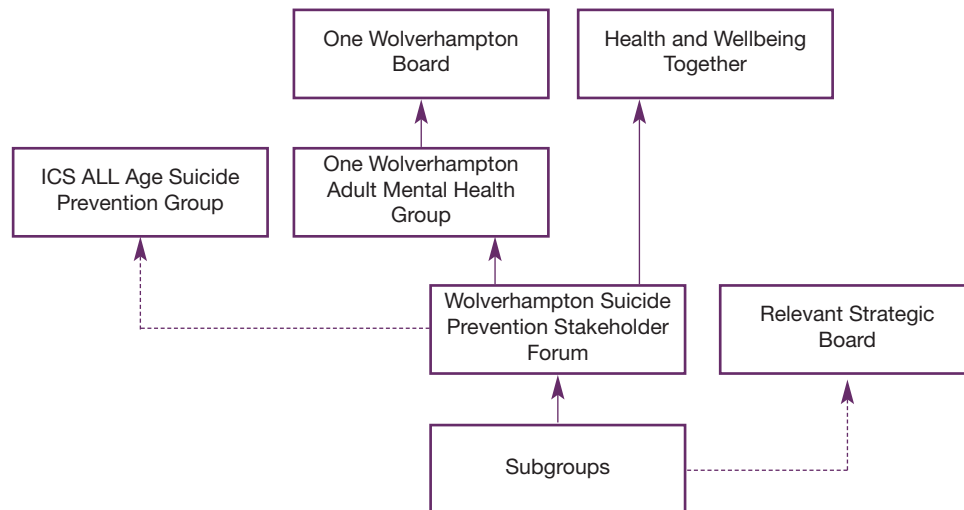 One Wolverhampton
Board
Health and Wellbeing
Together
ICS ALL Age Suicide
Prevention Group
One Wolverhampton
Adult Mental Health
Group
Wolverhampton Suicide
Prevention Stakeholder
Forum
Relevant Strategic
Board
Subgroups